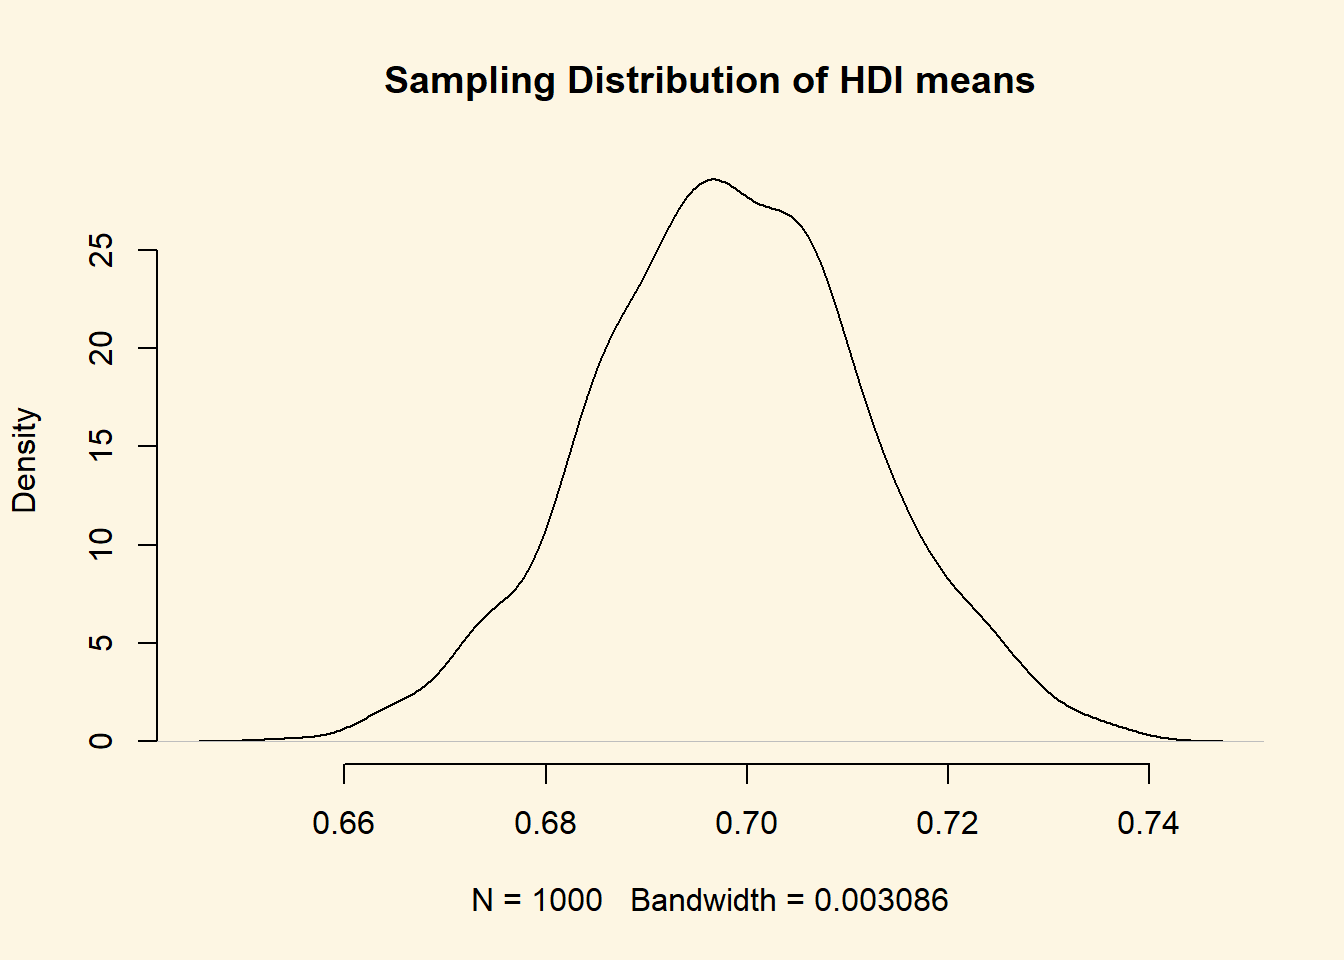 Sampling Distribution of HDI means
Density
25
20
15
10
5
0
0.66 0.68 0.70 0.72 0.74
N = 1000 Bandwidth = 0.003086